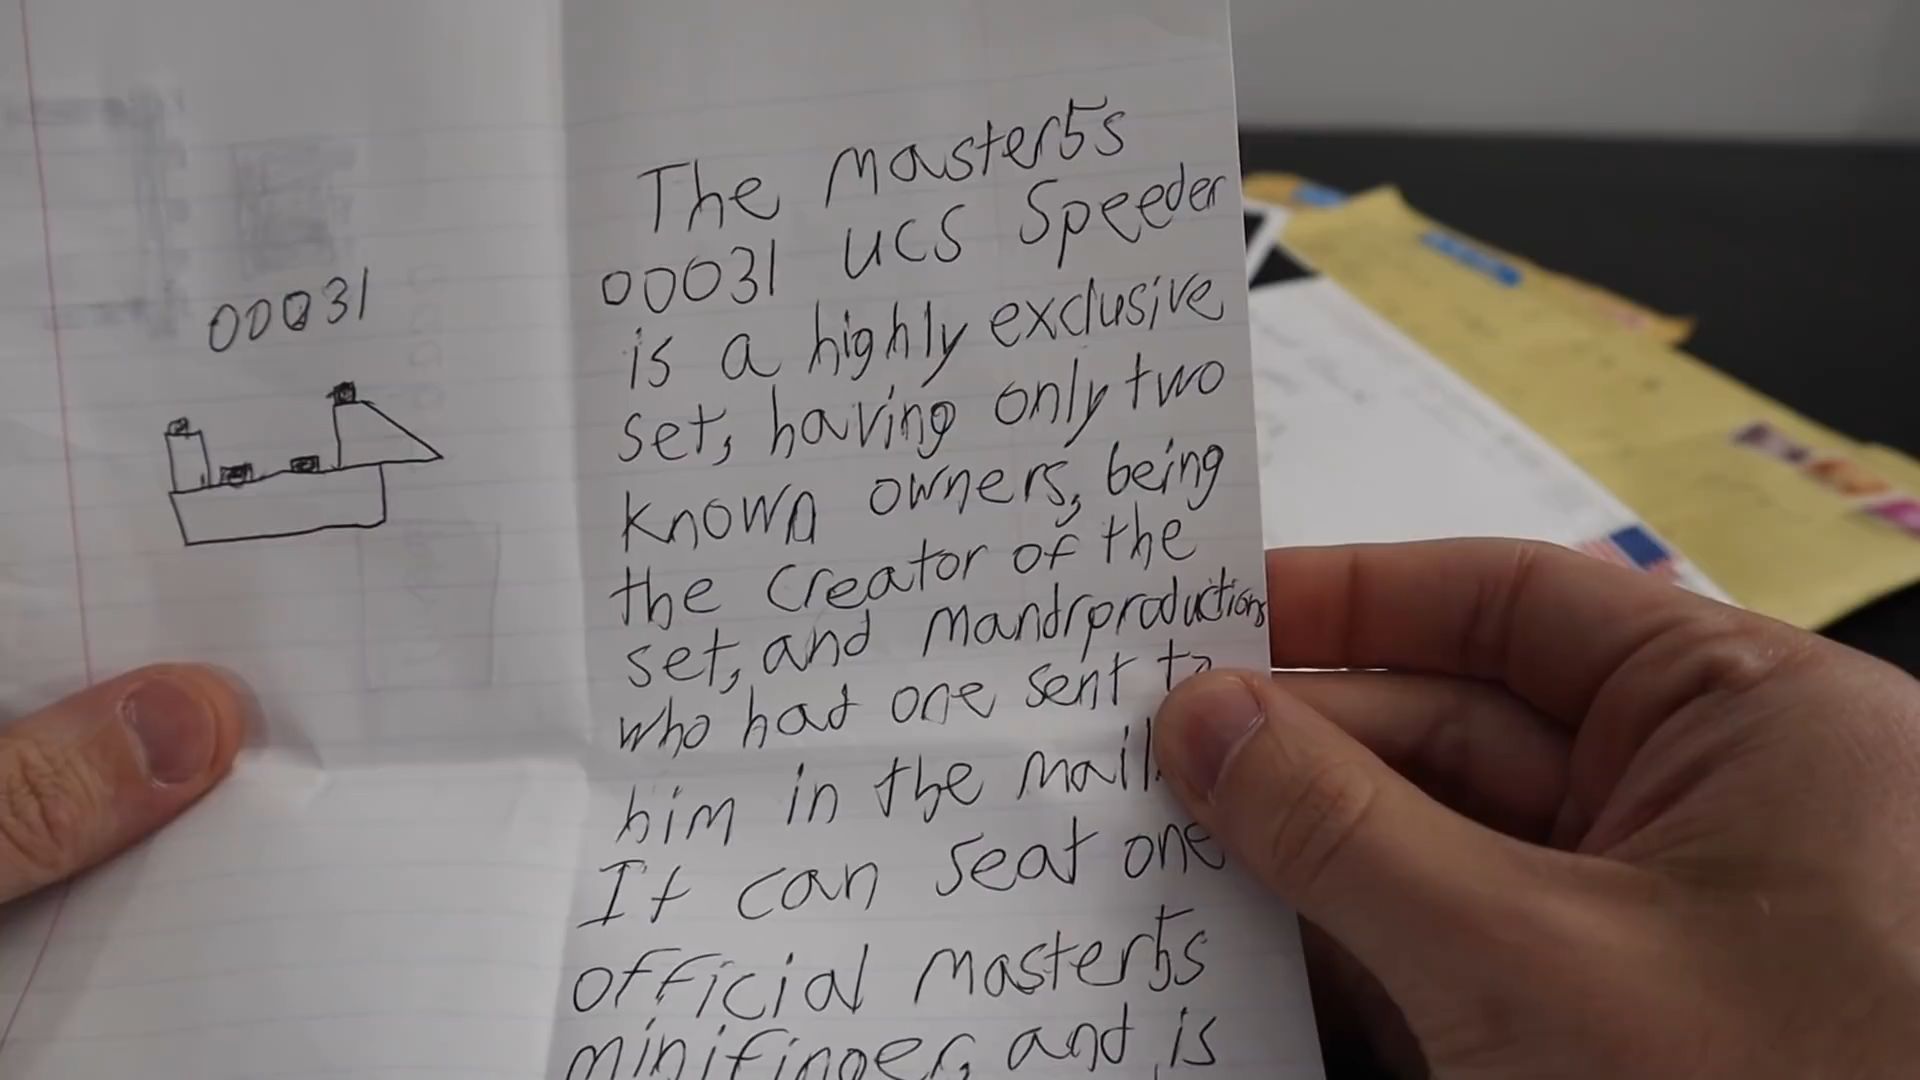 00031
The Master5s
00031 UCS Speeder
is a highly exclusive
set, having only two
known owners, being
the creator of the
set, and Mandrproductions
who had one sent to
him in the mail.
It can seat one
official Master5s
minifinger, and is